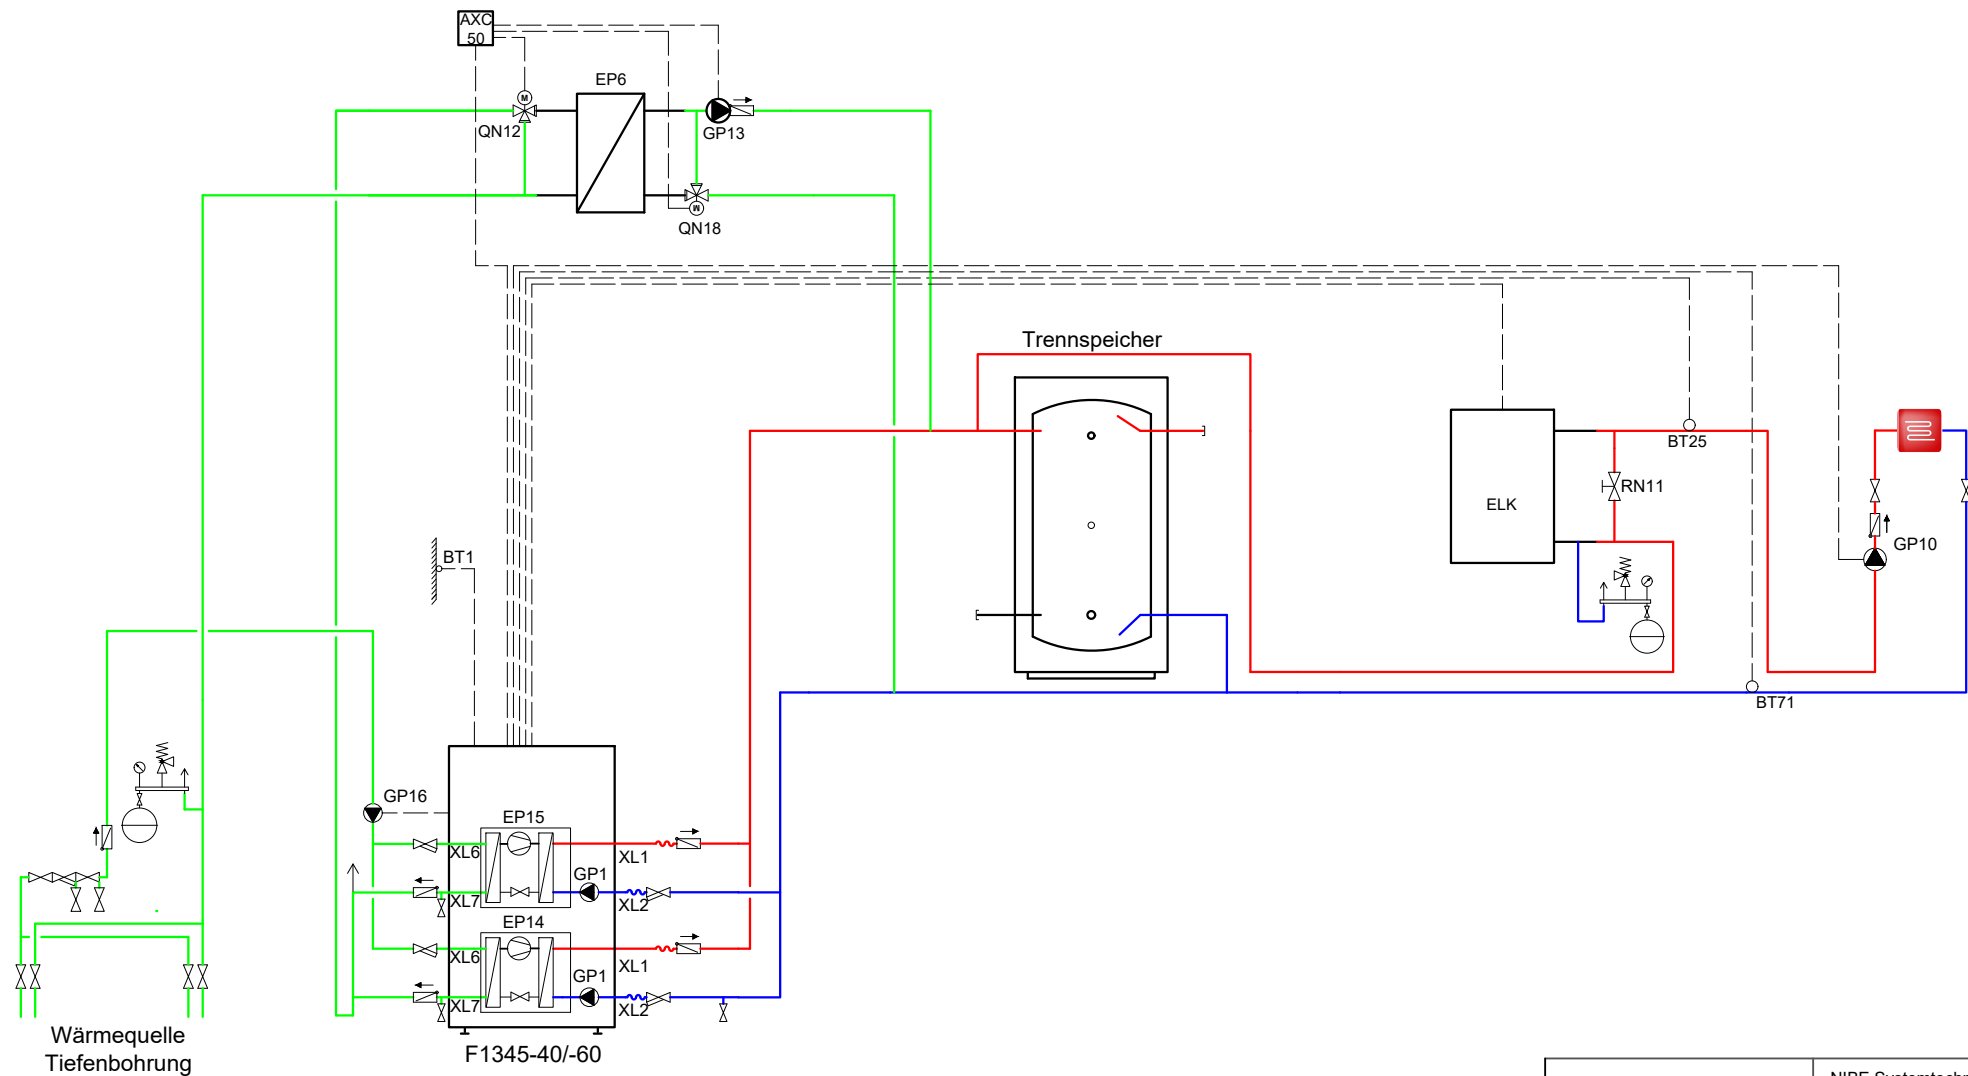 AXC
50
EP6
QN12
GP13
QN18
Trennspeicher
BT25
RN11
ELK
GP10
BT1
BT71
GP16
EP15
XL6
XL1
GP1
XL7
XL2
EP14
XL6
XL1
GP1
XL7
XL2
Wärmequelle
Tiefenbohrung
F1345-40/-60